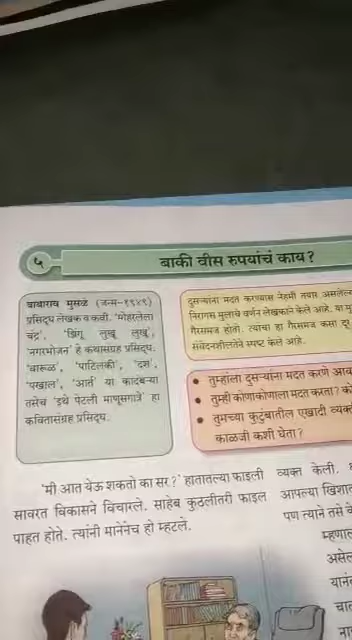 ५
बाकी वीस रुपयांचं काय?
बाबाराव मुसळे (जन्म-१९४९)
प्रसिद्ध लेखक व कवी. 'मोहरलेला
चंद्र', 'झिंगू लुखू लुखू',
'नगरभोजन' हे कथासंग्रह प्रसिद्ध.
'वारूळ', 'पाटीलकी', 'दंश',
'पखाल', 'आर्त' या कादंबऱ्या
तसेच 'इथे पेटली माणूसगात्रे' हा
कवितासंग्रह प्रसिद्ध.
दुसऱ्यांना मदत करण्यास नेहमी तयार असलेल्या
निरागस मुलाचे वर्णन लेखकाने केले आहे. या मु
गैरसमज होतो. त्यांचा हा गैरसमज कसा दूर
संवेदनशीलतेने स्पष्ट केले आहे.
• तुम्हांला दुसऱ्यांना मदत करणे आव
• तुम्ही कोणाकोणाला मदत करता? को
• तुमच्या कुटुंबातील एखादी व्यक्
काळजी कशी घेता?
'मी आत येऊ शकतो का सर?' हातातल्या फाइली
सावरत विकासने विचारले. साहेब कुठलीतरी फाइल
पाहत होते. त्यांनी मानेनेच हो म्हटले.
व्यक्त केली.
आपल्या खिशात
पण त्याने तसे के
म्हणाल
असेल
यानं